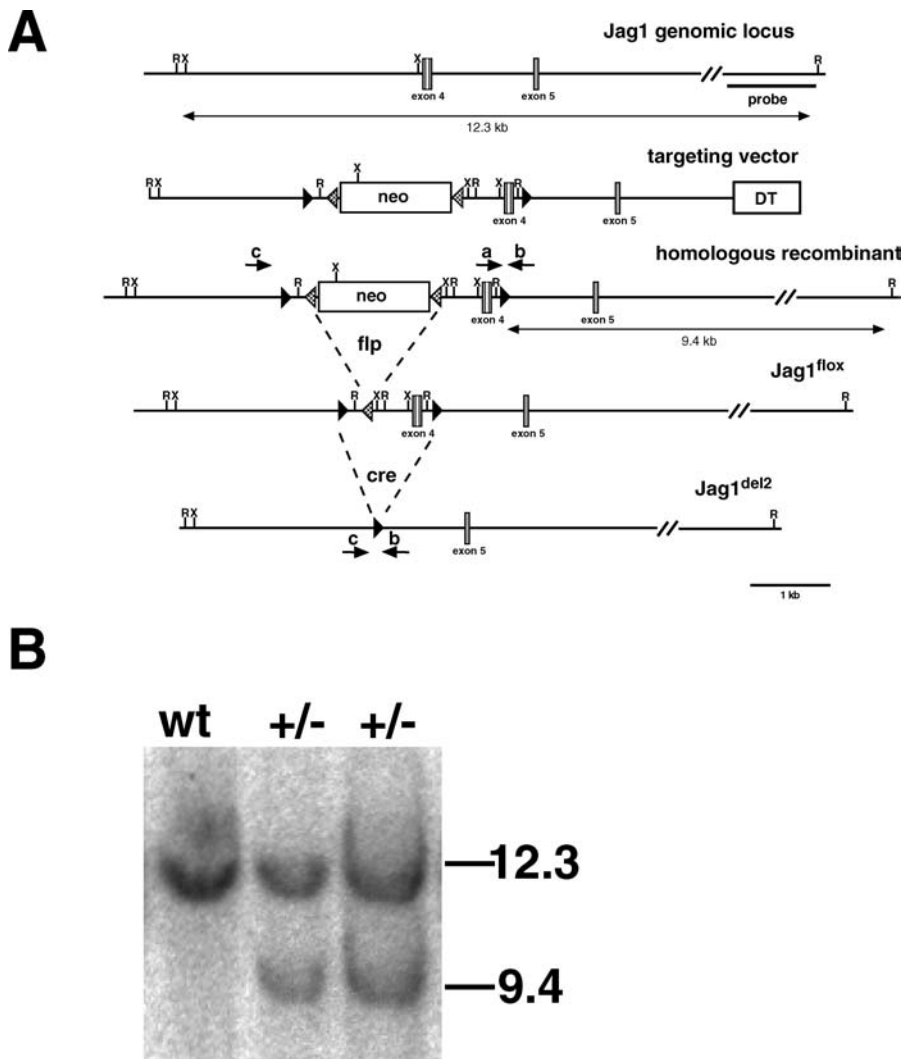 A
Jag1 genomic locus
R X X R
exon 4 exon 5 probe
12.3 kb
targeting vector
R X R X X R X R
neo DT
exon 4 exon 5
c a b homologous recombinant
R X R X X R X R R
neo
exon 4 exon 5
9.4 kb
flp
Jag1flox
R X R X R X R R
exon 4 exon 5
cre
Jag1del2
R X R
c b exon 5
1 kb
B
wt +/- +/-
12.3
9.4